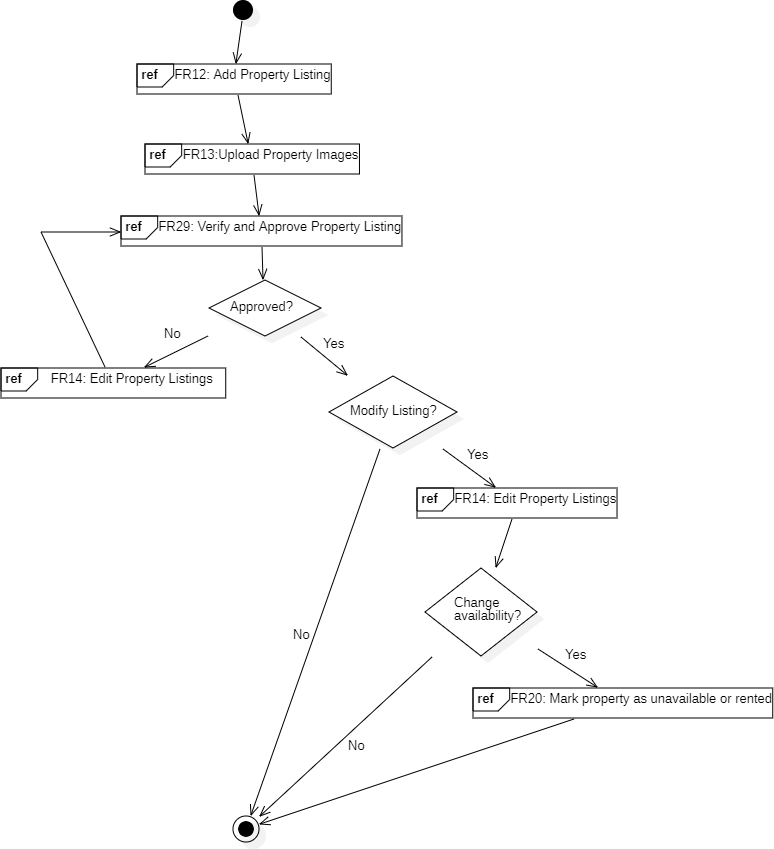 ref FR12: Add Property Listing
ref FR13:Upload Property Images
ref FR29: Verify and Approve Property Listing
Approved?
No
Yes
ref FR14: Edit Property Listings
Modify Listing?
Yes
ref FR14: Edit Property Listings
Change
availability?
No
Yes
ref FR20: Mark property as unavailable or rented
No